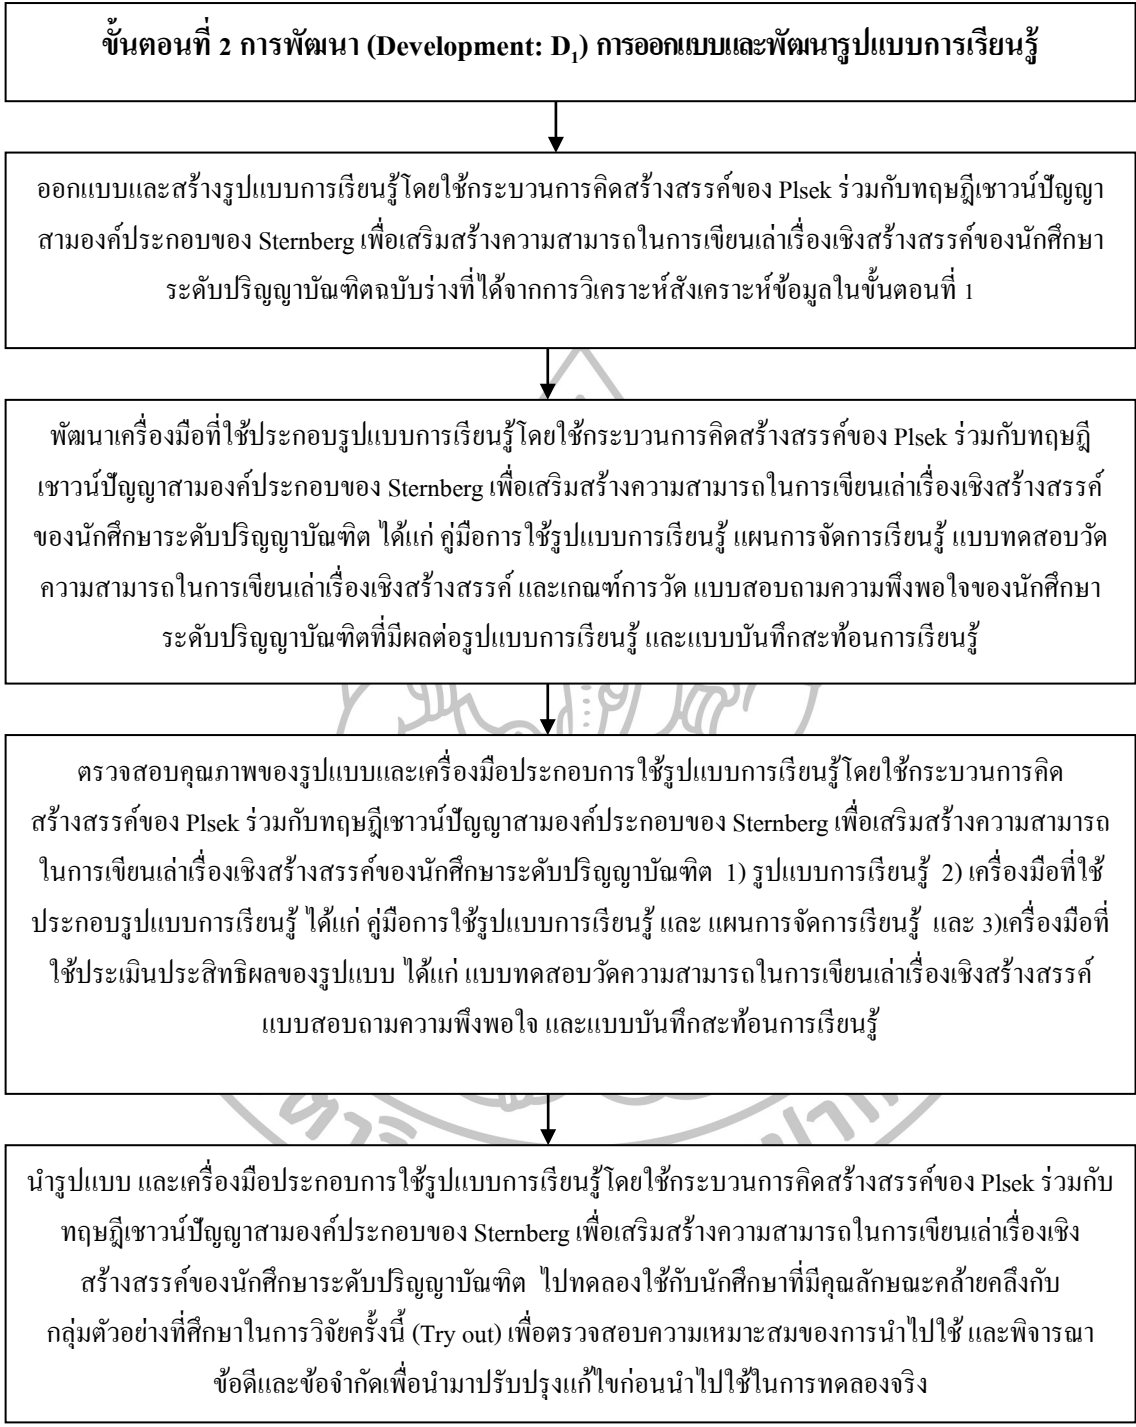 ขั้นตอนที่ 2 การพัฒนา (Development: D₁) การออกแบบและพัฒนารูปแบบการเรียนรู้
ออกแบบและสร้างรูปแบบการเรียนรู้โดยใช้กระบวนการคิดสร้างสรรค์ของ Plsek ร่วมกับทฤษฎีเชาวน์ปัญญา
สามองค์ประกอบของ Sternberg เพื่อเสริมสร้างความสามารถในการเขียนเล่าเรื่องเชิงสร้างสรรค์ของนักศึกษา
ระดับปริญญาบัณฑิตฉบับร่างที่ได้จากการวิเคราะห์สังเคราะห์ข้อมูลในขั้นตอนที่ 1
พัฒนาเครื่องมือที่ใช้ประกอบรูปแบบการเรียนรู้โดยใช้กระบวนการคิดสร้างสรรค์ของ Plsek ร่วมกับทฤษฎี
เชาวน์ปัญญาสามองค์ประกอบของ Sternberg เพื่อเสริมสร้างความสามารถในการเขียนเล่าเรื่องเชิงสร้างสรรค์
ของนักศึกษาระดับปริญญาบัณฑิต ได้แก่ คู่มือการใช้รูปแบบการเรียนรู้ แผนการจัดการเรียนรู้ แบบทดสอบวัด
ความสามารถในการเขียนเล่าเรื่องเชิงสร้างสรรค์ และเกณฑ์การวัด แบบสอบถามความพึงพอใจของนักศึกษา
ระดับปริญญาบัณฑิตที่มีผลต่อรูปแบบการเรียนรู้ และแบบบันทึกสะท้อนการเรียนรู้
ตรวจสอบคุณภาพของรูปแบบและเครื่องมือประกอบการใช้รูปแบบการเรียนรู้โดยใช้กระบวนการคิด
สร้างสรรค์ของ Plsek ร่วมกับทฤษฎีเชาวน์ปัญญาสามองค์ประกอบของ Sternberg เพื่อเสริมสร้างความสามารถ
ในการเขียนเล่าเรื่องเชิงสร้างสรรค์ของนักศึกษาระดับปริญญาบัณฑิต 1) รูปแบบการเรียนรู้ 2) เครื่องมือที่ใช้
ประกอบรูปแบบการเรียนรู้ ได้แก่ คู่มือการใช้รูปแบบการเรียนรู้ และ แผนการจัดการเรียนรู้ และ 3)เครื่องมือที่
ใช้ประเมินประสิทธิผลของรูปแบบ ได้แก่ แบบทดสอบวัดความสามารถในการเขียนเล่าเรื่องเชิงสร้างสรรค์
แบบสอบถามความพึงพอใจ และแบบบันทึกสะท้อนการเรียนรู้
นำรูปแบบ และเครื่องมือประกอบการใช้รูปแบบการเรียนรู้โดยใช้กระบวนการคิดสร้างสรรค์ของ Plsek ร่วมกับ
ทฤษฎีเชาวน์ปัญญาสามองค์ประกอบของ Sternberg เพื่อเสริมสร้างความสามารถในการเขียนเล่าเรื่องเชิง
สร้างสรรค์ของนักศึกษาระดับปริญญาบัณฑิต ไปทดลองใช้กับนักศึกษาที่มีคุณลักษณะคล้ายคลึงกับ
กลุ่มตัวอย่างที่ศึกษาในการวิจัยครั้งนี้ (Try out) เพื่อตรวจสอบความเหมาะสมของการนำไปใช้ และพิจารณา
ข้อดีและข้อจำกัดเพื่อนำมาปรับปรุงแก้ไขก่อนนำไปใช้ในการทดลองจริง